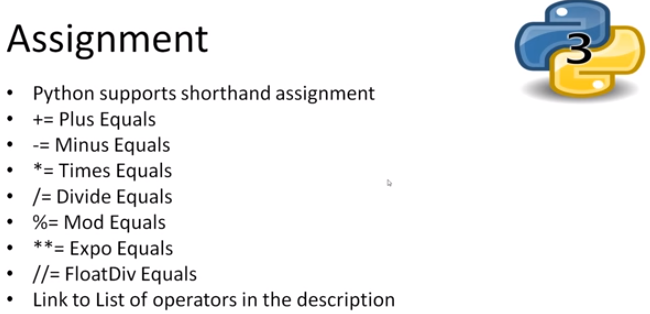 Assignment
3
• Python supports shorthand assignment
• += Plus Equals
• -= Minus Equals
• *= Times Equals
• /= Divide Equals
• %= Mod Equals
• **= Expo Equals
• //= FloatDiv Equals
• Link to List of operators in the description